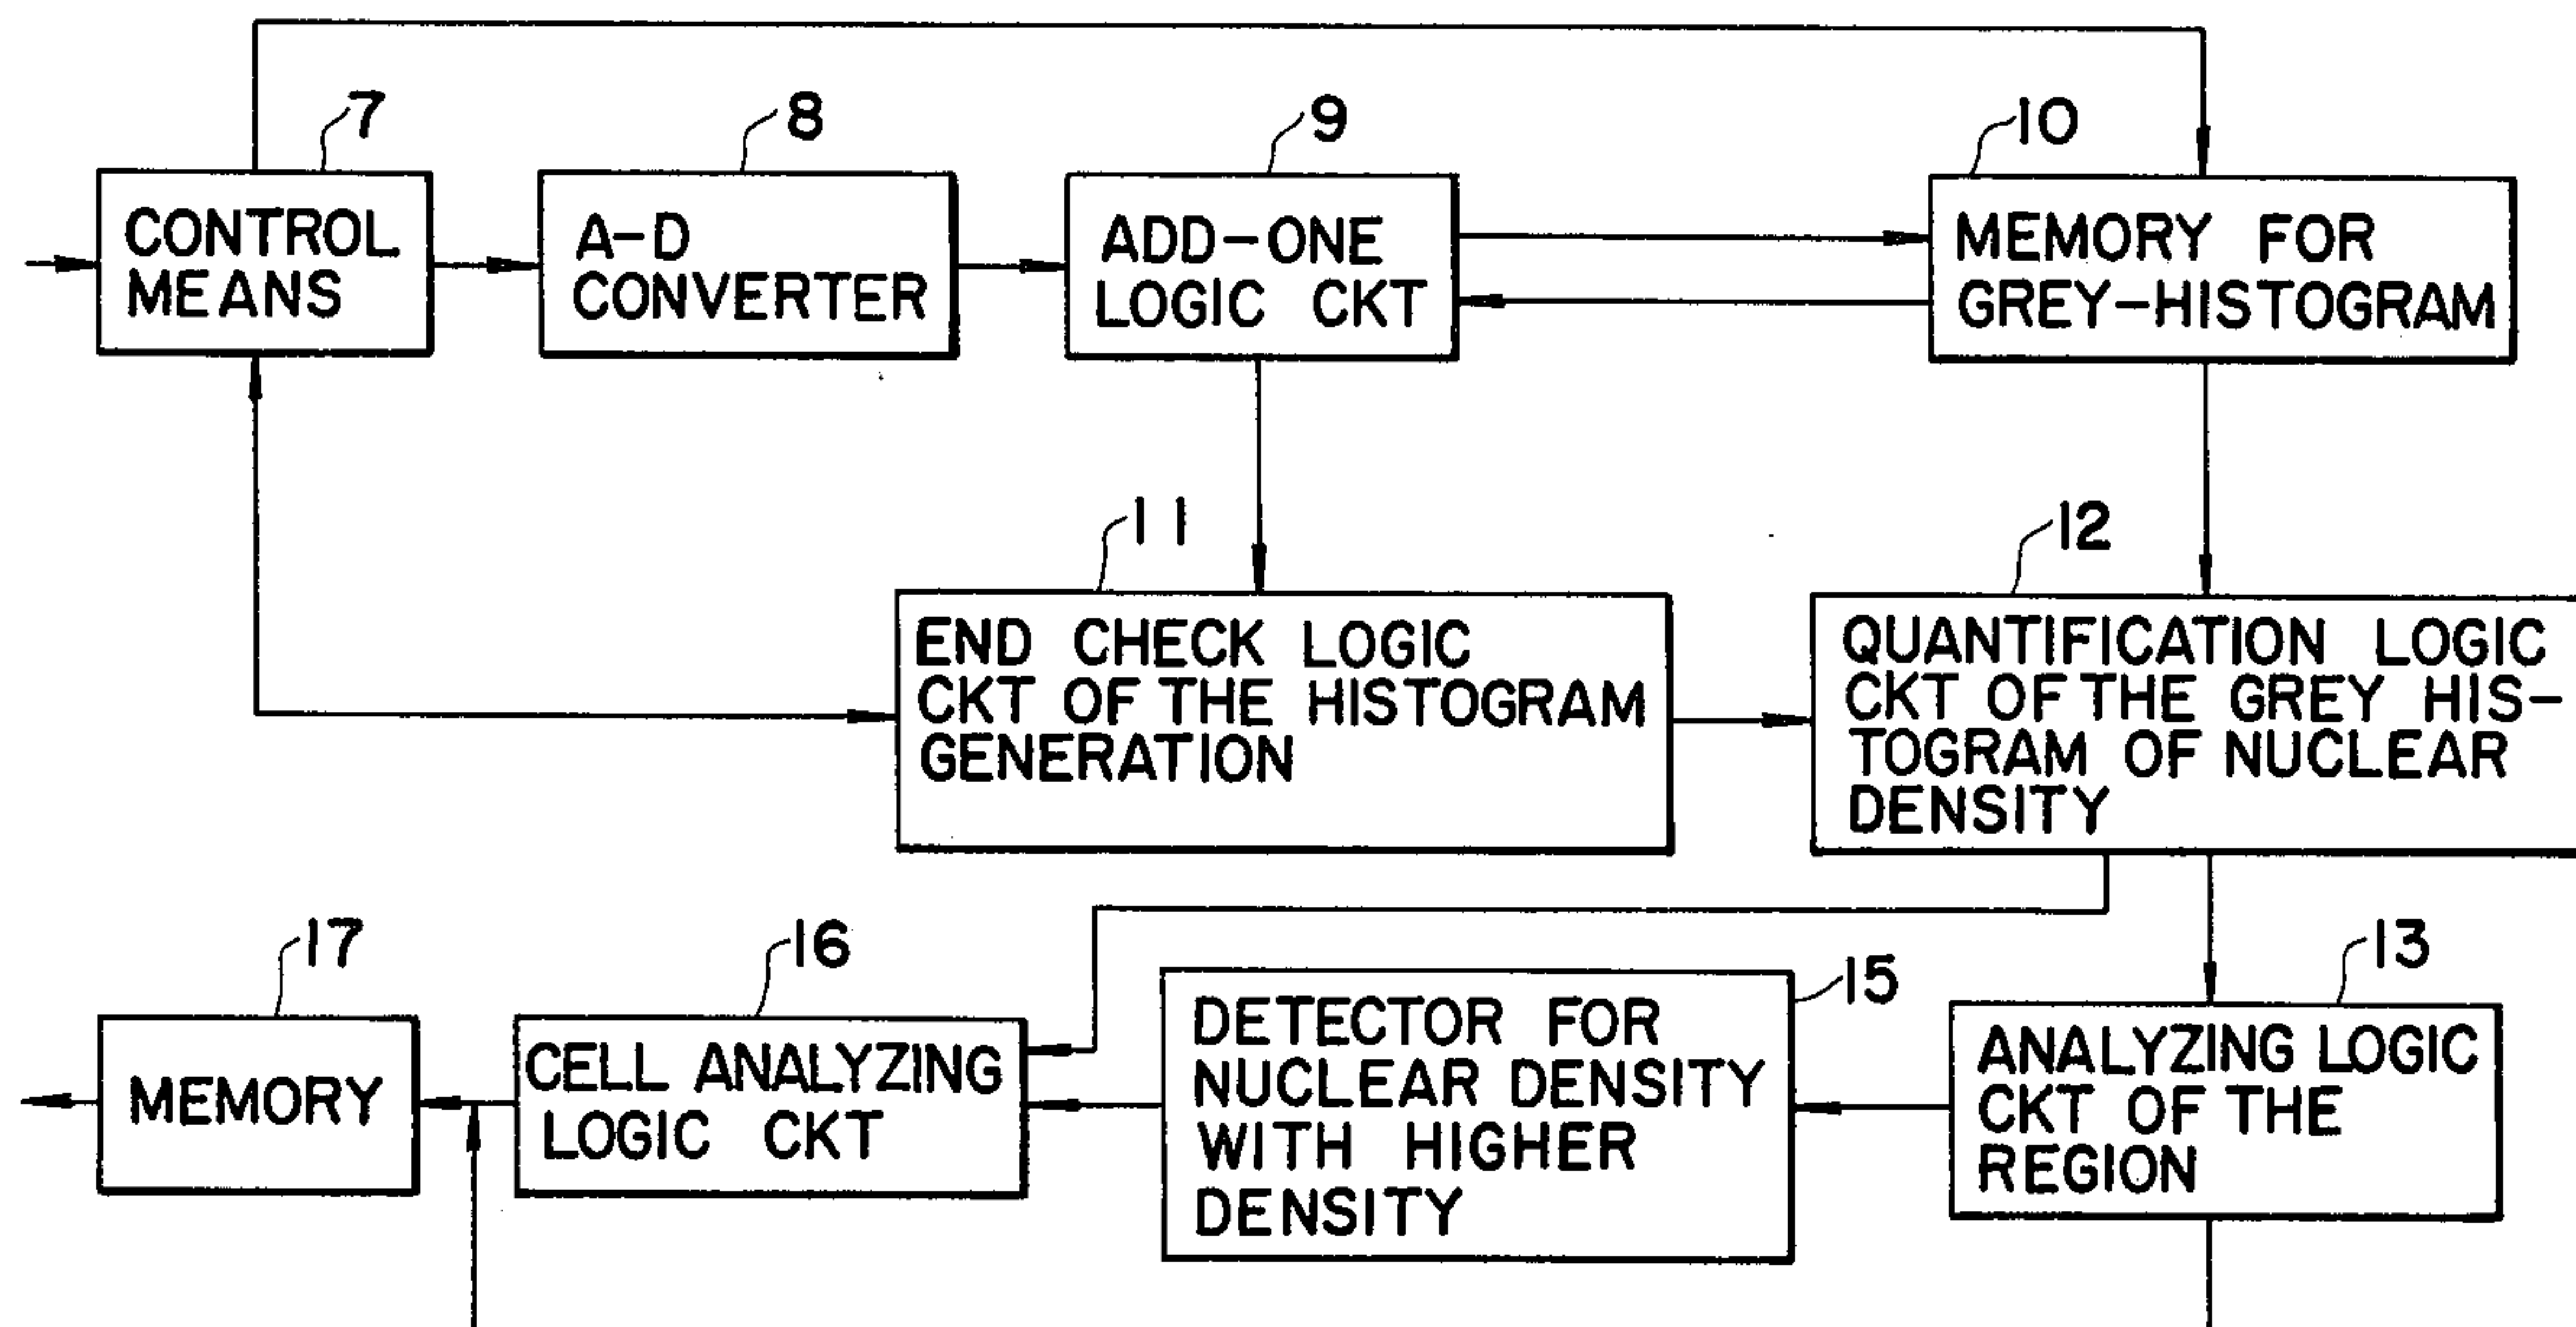 7
8
9
10
CONTROL
MEANS
A-D
CONVERTER
ADD-ONE
LOGIC CKT
MEMORY FOR
GREY-HISTOGRAM
11
12
END CHECK LOGIC
CKT OF THE HISTOGRAM
GENERATION
QUANTIFICATION LOGIC
CKT OF THE GREY HIS-
TOGRAM OF NUCLEAR
DENSITY
17
16
15
13
MEMORY
CELL ANALYZING
LOGIC CKT
DETECTOR FOR
NUCLEAR DENSITY
WITH HIGHER
DENSITY
ANALYZING LOGIC
CKT OF THE
REGION